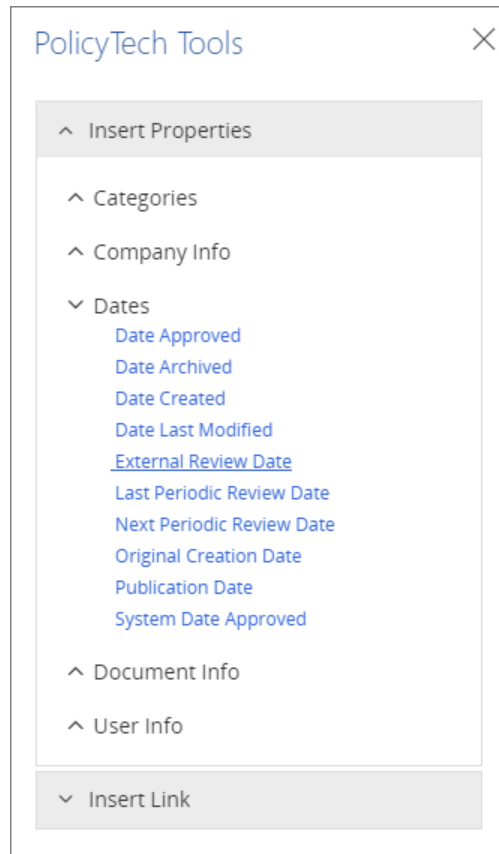 PolicyTech Tools
Insert Properties
Categories
Company Info
Dates
Date Approved
Date Archived
Date Created
Date Last Modified
External Review Date
Last Periodic Review Date
Next Periodic Review Date
Original Creation Date
Publication Date
System Date Approved
Document Info
User Info
Insert Link